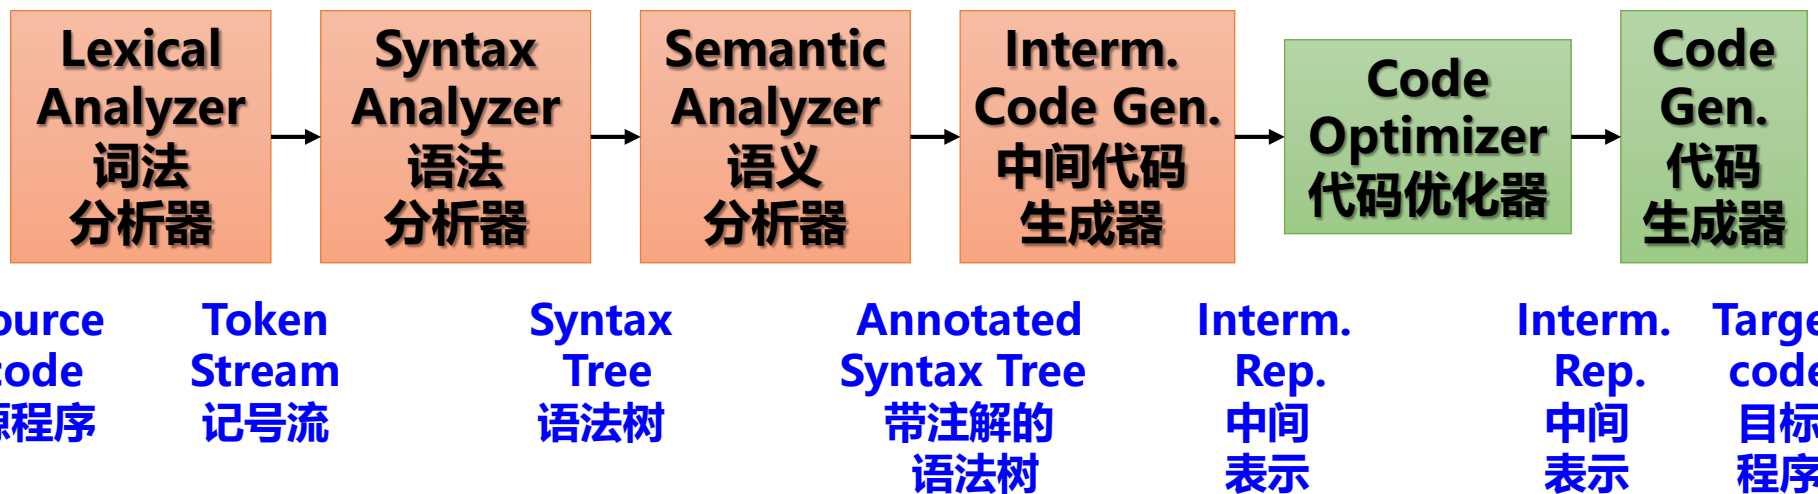 Lexical
Analyzer
词法
分析器
Syntax
Analyzer
语法
分析器
Semantic
Analyzer
语义
分析器
Interm.
Code Gen.
中间代码
生成器
Code
Optimizer
代码优化器
Code
Gen.
代码
生成器
ource
code
源程序
Token
Stream
记号流
Syntax
Tree
语法树
Annotated
Syntax Tree
带注解的
语法树
Interm.
Rep.
中间
表示
Interm.
Rep.
中间
表示
Targe
code
目标
程序